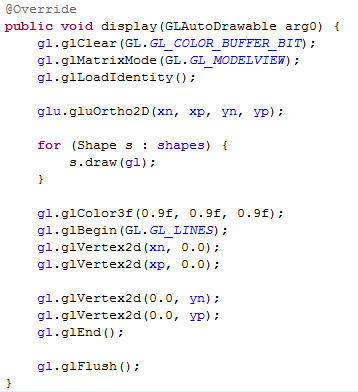 @Override
public void display(GLAutoDrawable arg0) {
    gl.glClear(GL.GL_COLOR_BUFFER_BIT);
    gl.glMatrixMode(GL.GL_MODELVIEW);
    gl.glLoadIdentity();

    glu.gluOrtho2D(xn, xp, yn, yp);

    for (Shape s : shapes) {
        s.draw(gl);
    }

    gl.glColor3f(0.9f, 0.9f, 0.9f);
    gl.glBegin(GL.GL_LINES);
    gl.glVertex2d(xn, 0.0);
    gl.glVertex2d(xp, 0.0);

    gl.glVertex2d(0.0, yn);
    gl.glVertex2d(0.0, yp);
    gl.glEnd();

    gl.glFlush();
}